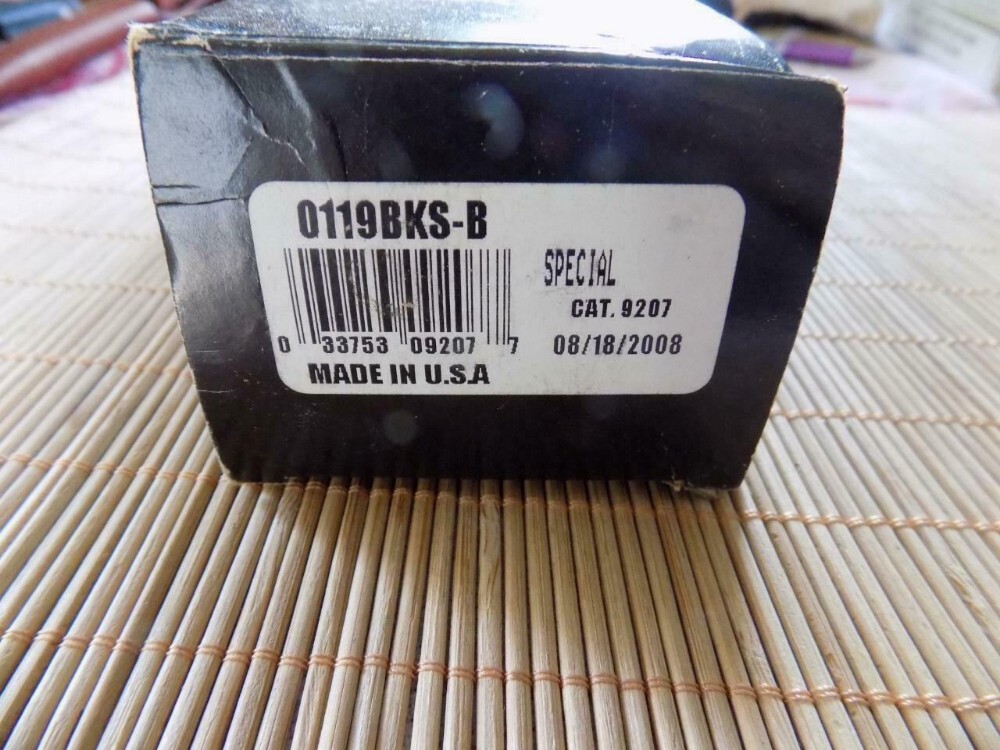 0119BKS-B
SPECIAL
CAT. 9207
0 33753 09207 7
08/18/2008
MADE IN U.S.A